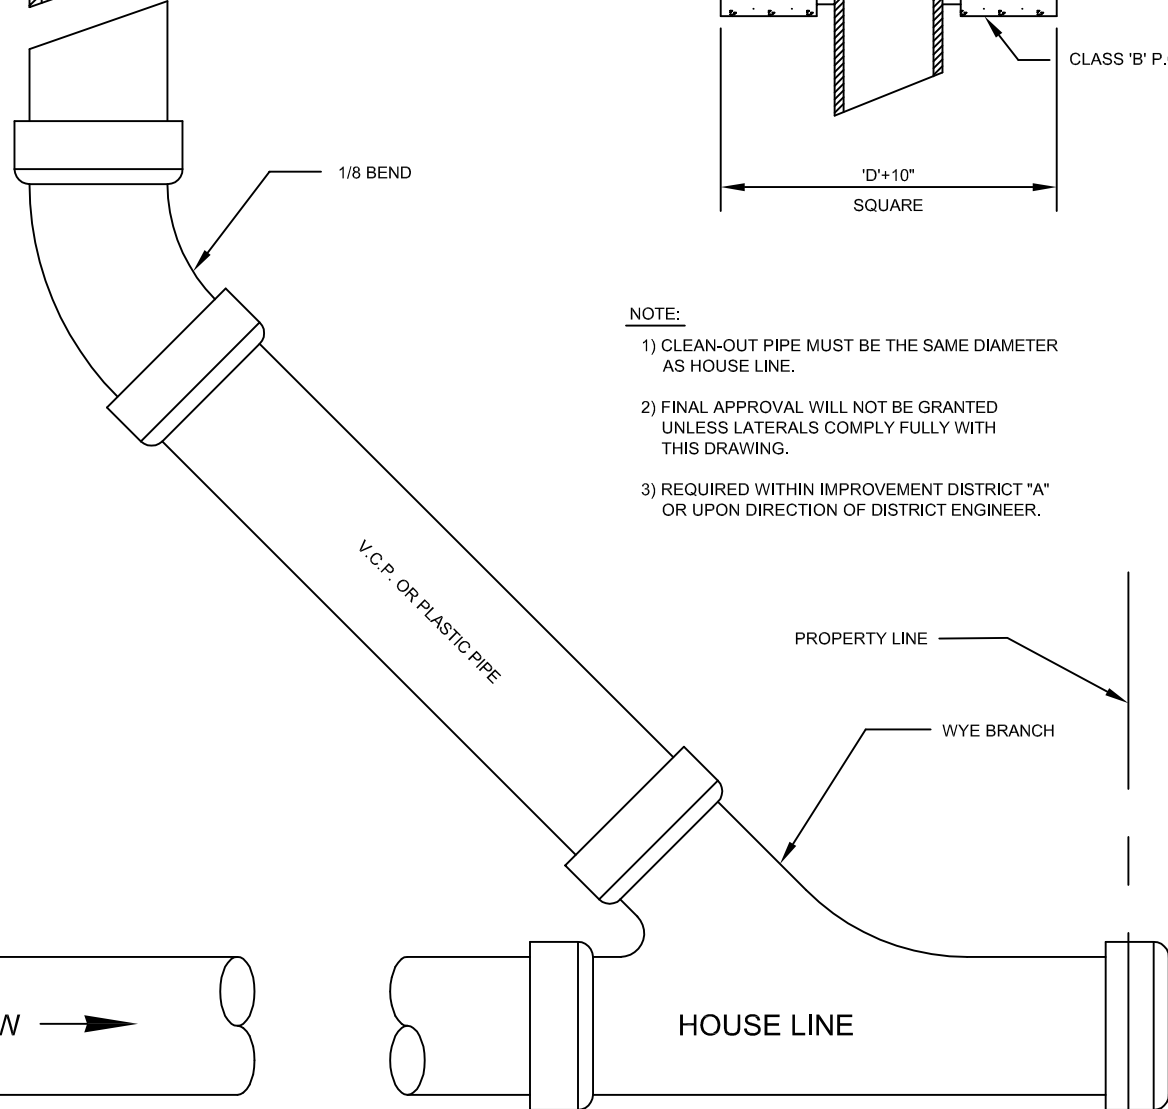 CLASS 'B' P.
1/8 BEND
'D'+10"
SQUARE
NOTE:
1) CLEAN-OUT PIPE MUST BE THE SAME DIAMETER
AS HOUSE LINE.
2) FINAL APPROVAL WILL NOT BE GRANTED
UNLESS LATERALS COMPLY FULLY WITH
THIS DRAWING.
3) REQUIRED WITHIN IMPROVEMENT DISTRICT "A"
OR UPON DIRECTION OF DISTRICT ENGINEER.
V.C.P. OR PLASTIC PIPE
PROPERTY LINE
WYE BRANCH
HOUSE LINE